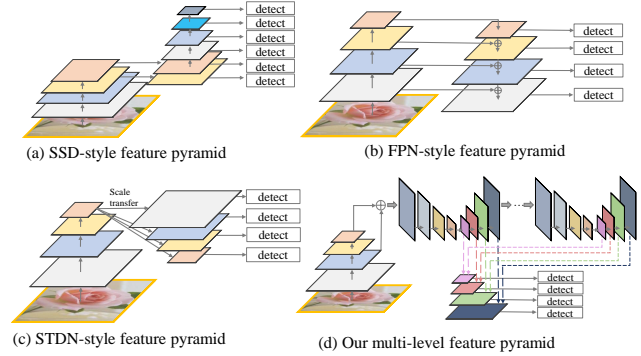 detect
detect
detect
detect
detect
detect
(a) SSD-style feature pyramid
detect
detect
detect
detect
(b) FPN-style feature pyramid
Scale
transfer
detect
detect
detect
detect
(c) STDN-style feature pyramid
...
detect
detect
detect
detect
(d) Our multi-level feature pyramid